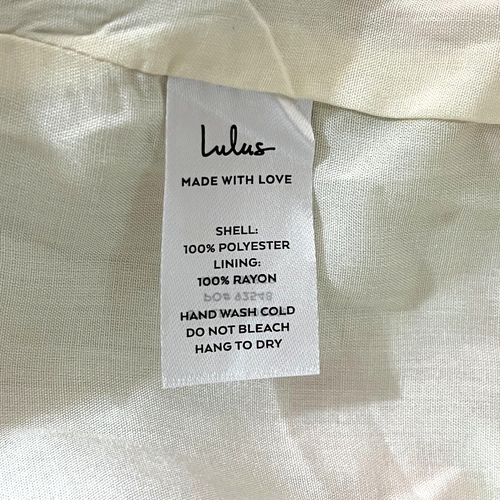 Lulus
MADE WITH LOVE
SHELL:
100% POLYESTER
LINING:
100% RAYON
HAND WASH COLD
DO NOT BLEACH
HANG TO DRY